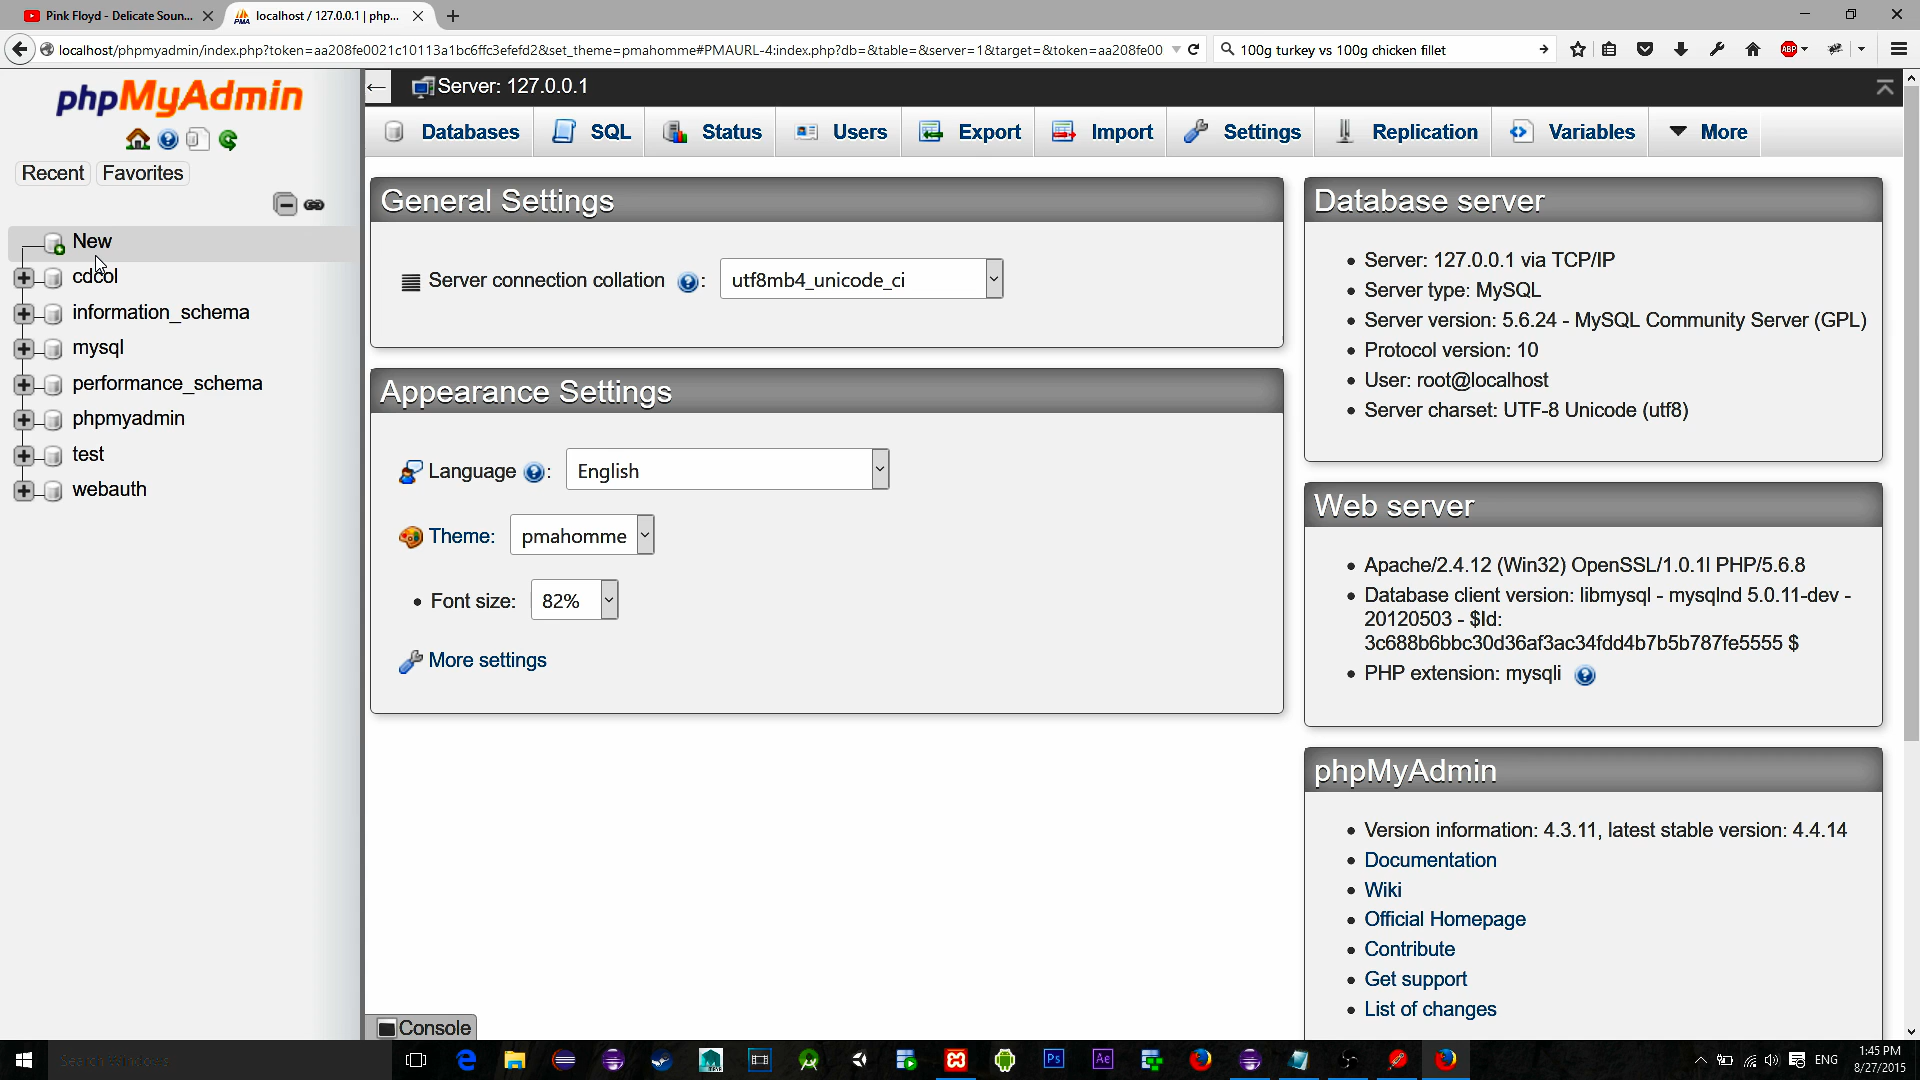 Pink Floyd - Delicate Soun...
localhost / 127.0.0.1 | php...
localhost/phpmyadmin/index.php?token=aa208fe0021c10113a1bc6ffc3efefd2&set_theme=pmahomme#PMAURL-4:index.php?db=&table=&server=1&target=&token=aa208fe00
100g turkey vs 100g chicken fillet
ABP
phpMyAdmin
Server: 127.0.0.1
Databases
SQL
Status
Users
Export
Import
Settings
Replication
Variables
More
Recent
Favorites
New
cdcol
information_schema
mysql
performance_schema
phpmyadmin
test
webauth
General Settings
Server connection collation :
utf8mb4_unicode_ci
Appearance Settings
Language :
English
Theme:
pmahomme
Font size:
82%
More settings
Database server
Server: 127.0.0.1 via TCP/IP
Server type: MySQL
Server version: 5.6.24 - MySQL Community Server (GPL)
Protocol version: 10
User: root@localhost
Server charset: UTF-8 Unicode (utf8)
Web server
Apache/2.4.12 (Win32) OpenSSL/1.0.1l PHP/5.6.8
Database client version: libmysql - mysqlnd 5.0.11-dev -
20120503 - $Id:
3c688b6bbc30d36af3ac34fdd4b7b5b787fe5555 $
PHP extension: mysqli
phpMyAdmin
Version information: 4.3.11, latest stable version: 4.4.14
Documentation
Wiki
Official Homepage
Contribute
Get support
List of changes
Console
Ps
Ae
ENG
1:45 PM
8/27/2015